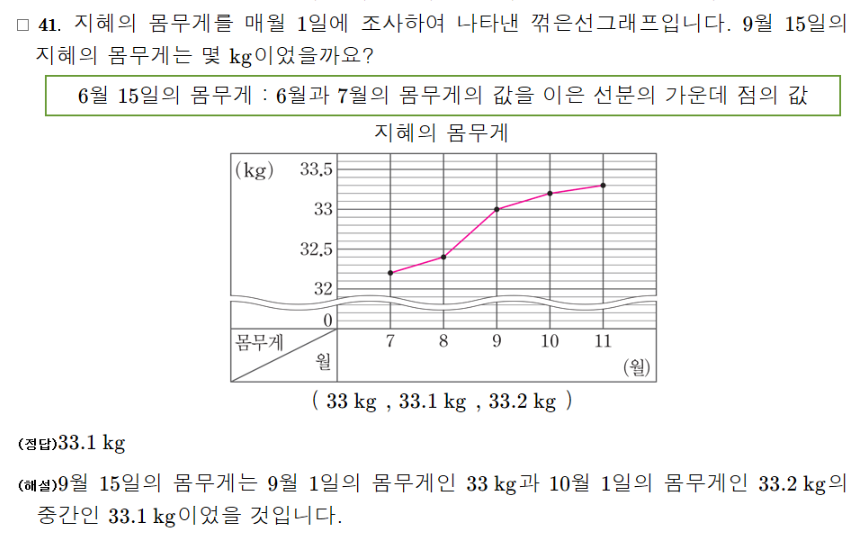 □ 41. 지혜의 몸무게를 매월 1일에 조사하여 나타낸 꺾은선그래프입니다. 9월 15일의
지혜의 몸무게는 몇 kg이었을까요?
6월 15일의 몸무게 : 6월과 7월의 몸무게의 값을 이은 선분의 가운데 점의 값
지혜의 몸무게
(kg) 33.5
33
32.5
32
0
몸무게 7 8 9 10 11
월 (월)
( 33 kg , 33.1 kg , 33.2 kg )
(정답)33.1 kg
(해설)9월 15일의 몸무게는 9월 1일의 몸무게인 33 kg과 10월 1일의 몸무게인 33.2 kg의
중간인 33.1 kg이었을 것입니다.